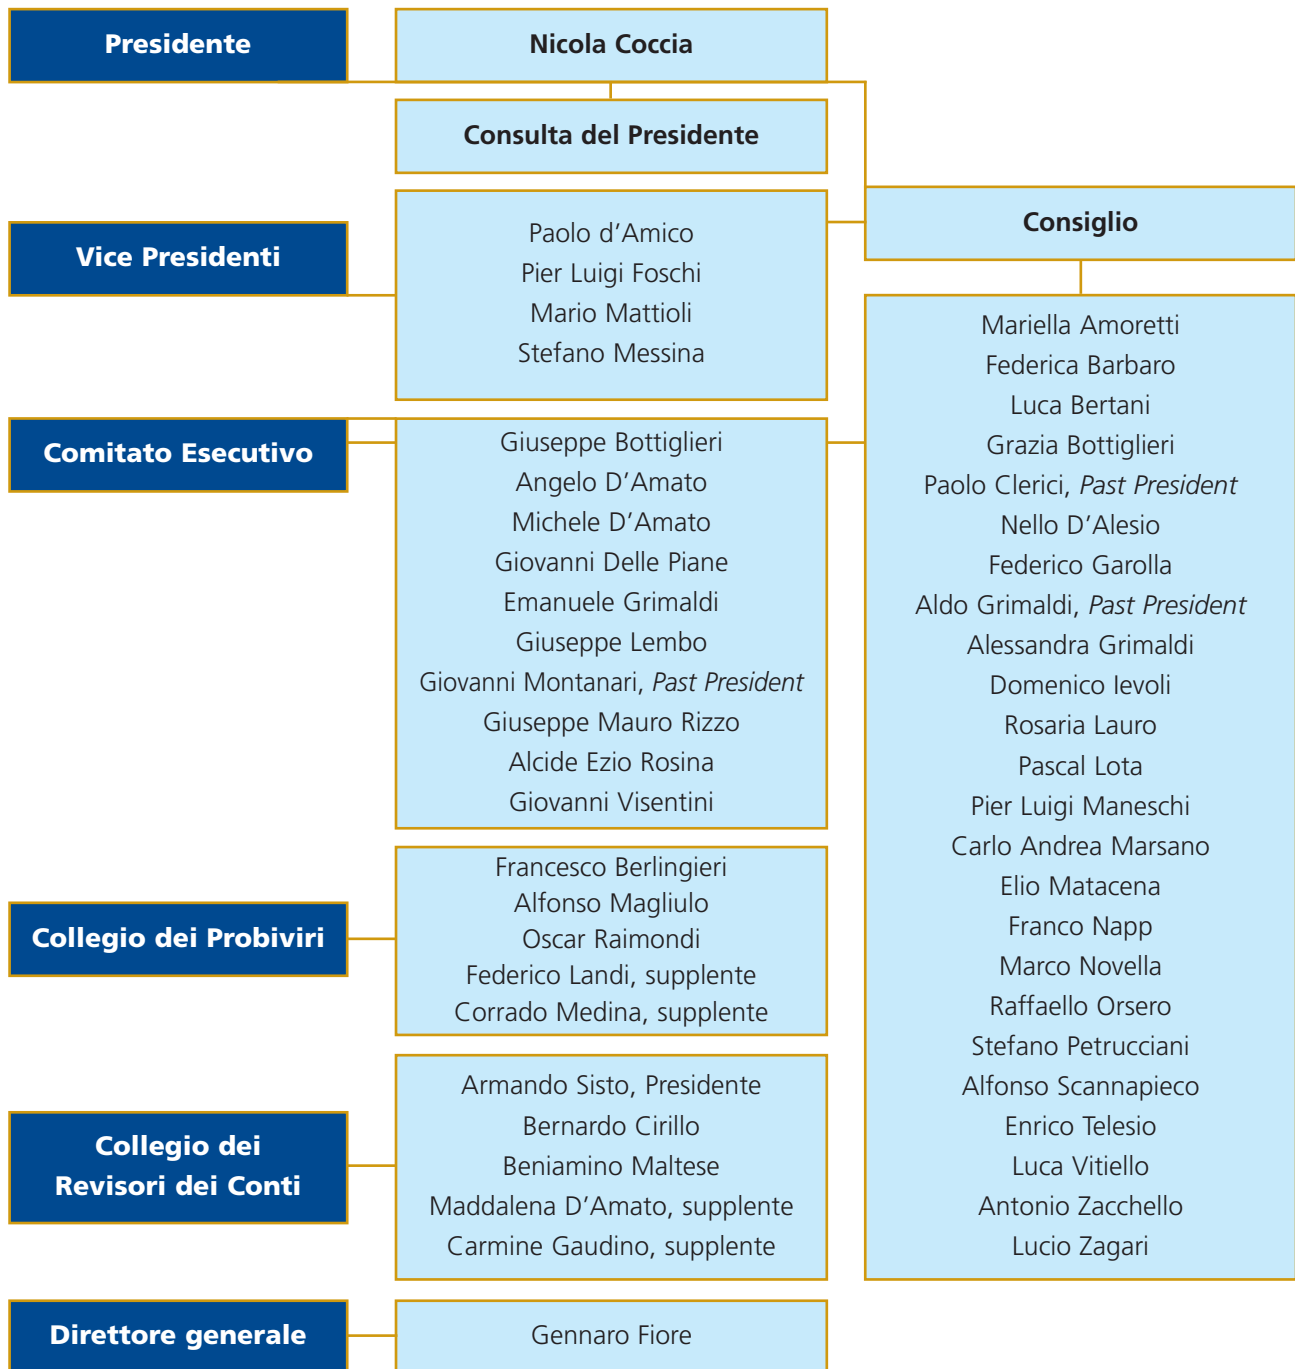 Presidente
Nicola Coccia
Consulta del Presidente
Vice Presidenti
Paolo d’Amico
Pier Luigi Foschi
Mario Mattioli
Stefano Messina
Comitato Esecutivo
Giuseppe Bottiglieri
Angelo D’Amato
Michele D’Amato
Giovanni Delle Piane
Emanuele Grimaldi
Giuseppe Lembo
Giovanni Montanari, Past President
Giuseppe Mauro Rizzo
Alcide Ezio Rosina
Giovanni Visentini
Collegio dei Probiviri
Francesco Berlingieri
Alfonso Magliulo
Oscar Raimondi
Federico Landi, supplente
Corrado Medina, supplente
Collegio dei
Revisori dei Conti
Armando Sisto, Presidente
Bernardo Cirillo
Beniamino Maltese
Maddalena D’Amato, supplente
Carmine Gaudino, supplente
Direttore generale
Gennaro Fiore
Consiglio
Mariella Amoretti
Federica Barbaro
Luca Bertani
Grazia Bottiglieri
Paolo Clerici, Past President
Nello D’Alesio
Federico Garolla
Aldo Grimaldi, Past President
Alessandra Grimaldi
Domenico Ievoli
Rosaria Lauro
Pascal Lota
Pier Luigi Maneschi
Carlo Andrea Marsano
Elio Matacena
Franco Napp
Marco Novella
Raffaello Orsero
Stefano Petrucciani
Alfonso Scannapieco
Enrico Telesio
Luca Vitiello
Antonio Zacchello
Lucio Zagari